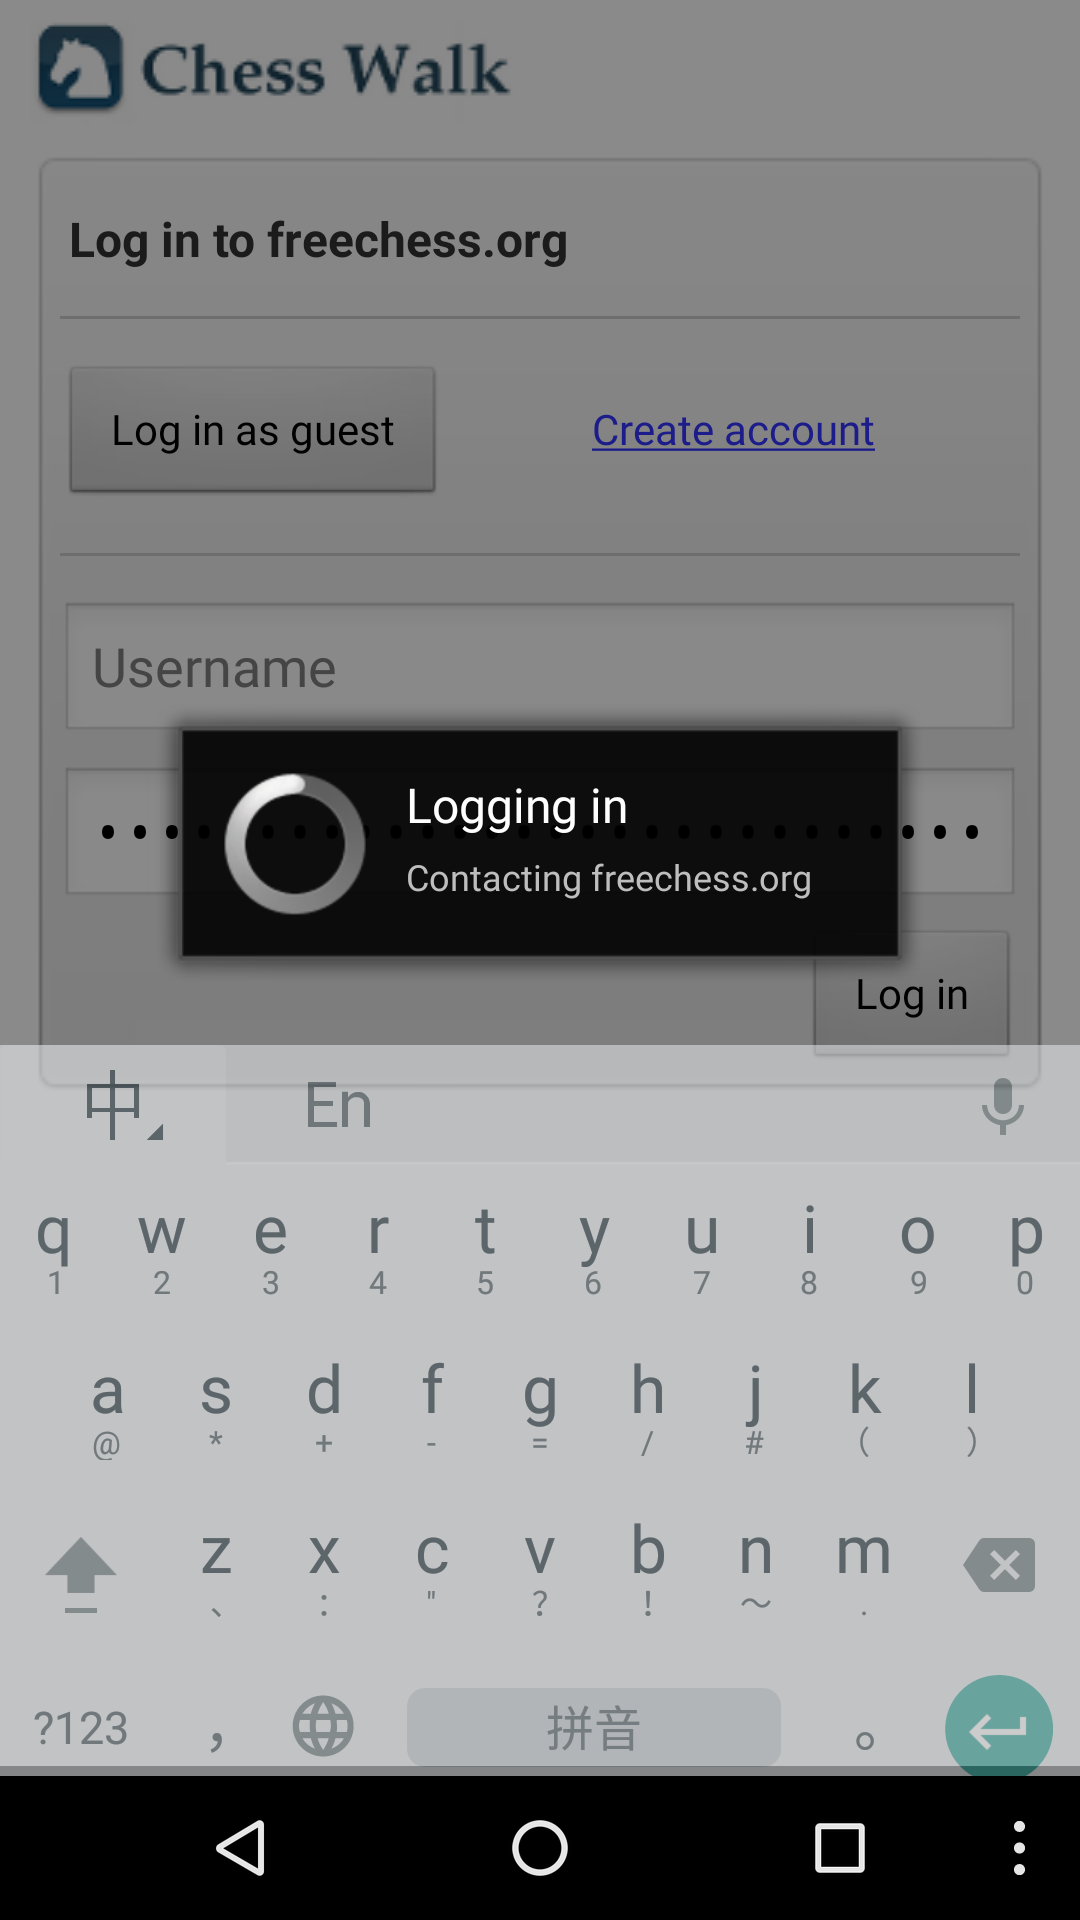 Chess Walk
Log in to freechess.org
Log in as guest
Create account
Username
Logging in
Contacting freechess.org
Log in
中
En
q w e r t y u i o p
1 2 3 4 5 6 7 8 9 0
a s d f g h j k l
@ * + - = / # ( )
z x c v b n m
、 : " ? ! ～ .
?123 , 拼音 。